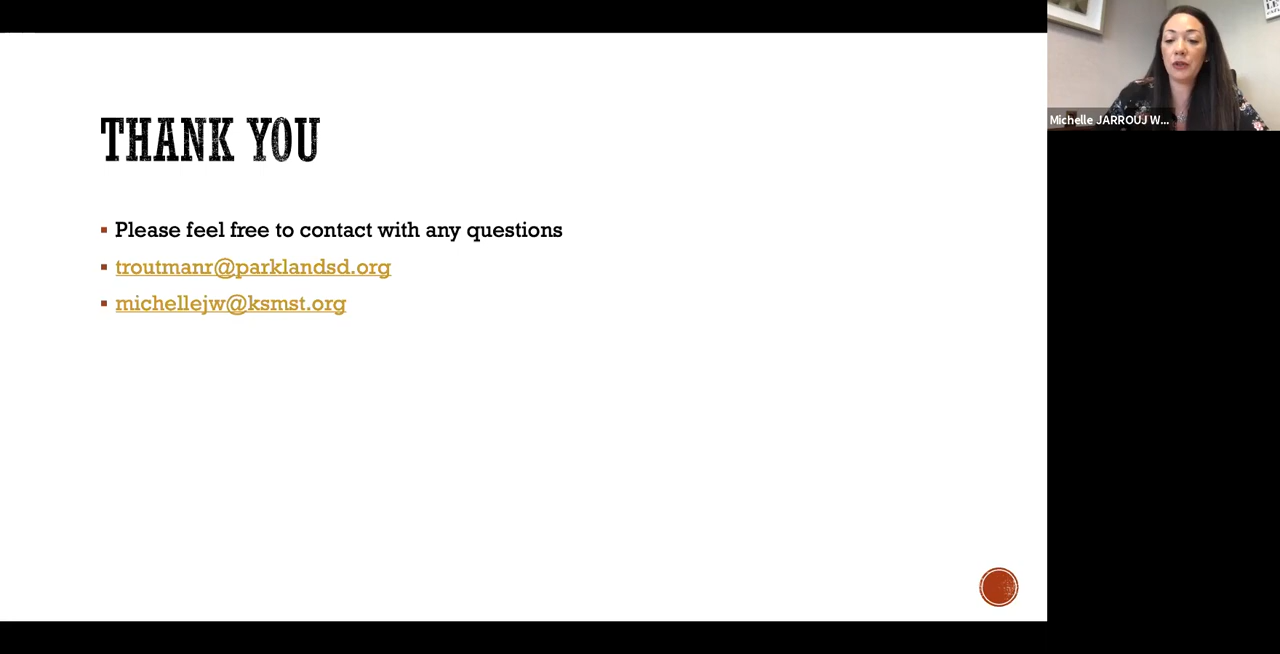 THANK YOU
Please feel free to contact with any questions
troutmanr@parklandsd.org
michellejw@ksmst.org
Michelle JARROUJ W...